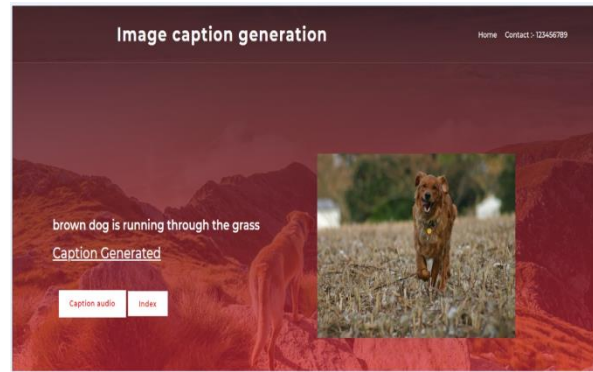 Image caption generation
Home Contact :- 123456789
brown dog is running through the grass
Caption Generated
Caption audio Index